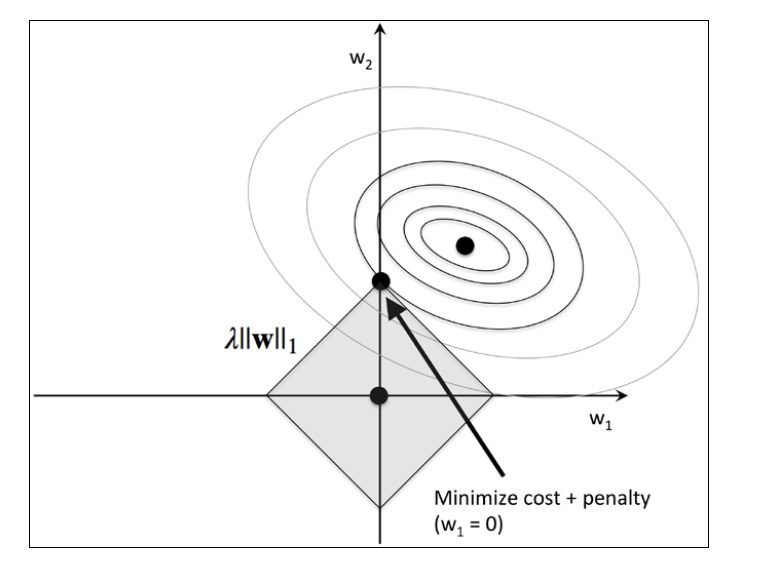 w₂
λ||w||₁
w₁
Minimize cost + penalty
(w₁ = 0)